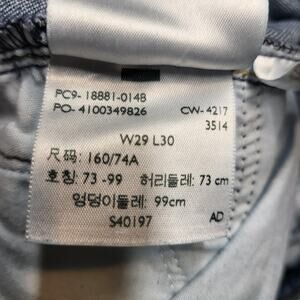 PC9- 18881-0148
PO- 4100349826 CW- 4217
3514
W29 L30
尺码: 160/74A
호칭: 73 -99 허리둘레: 73 cm
엉덩이둘레: 99cm
S40197 AD